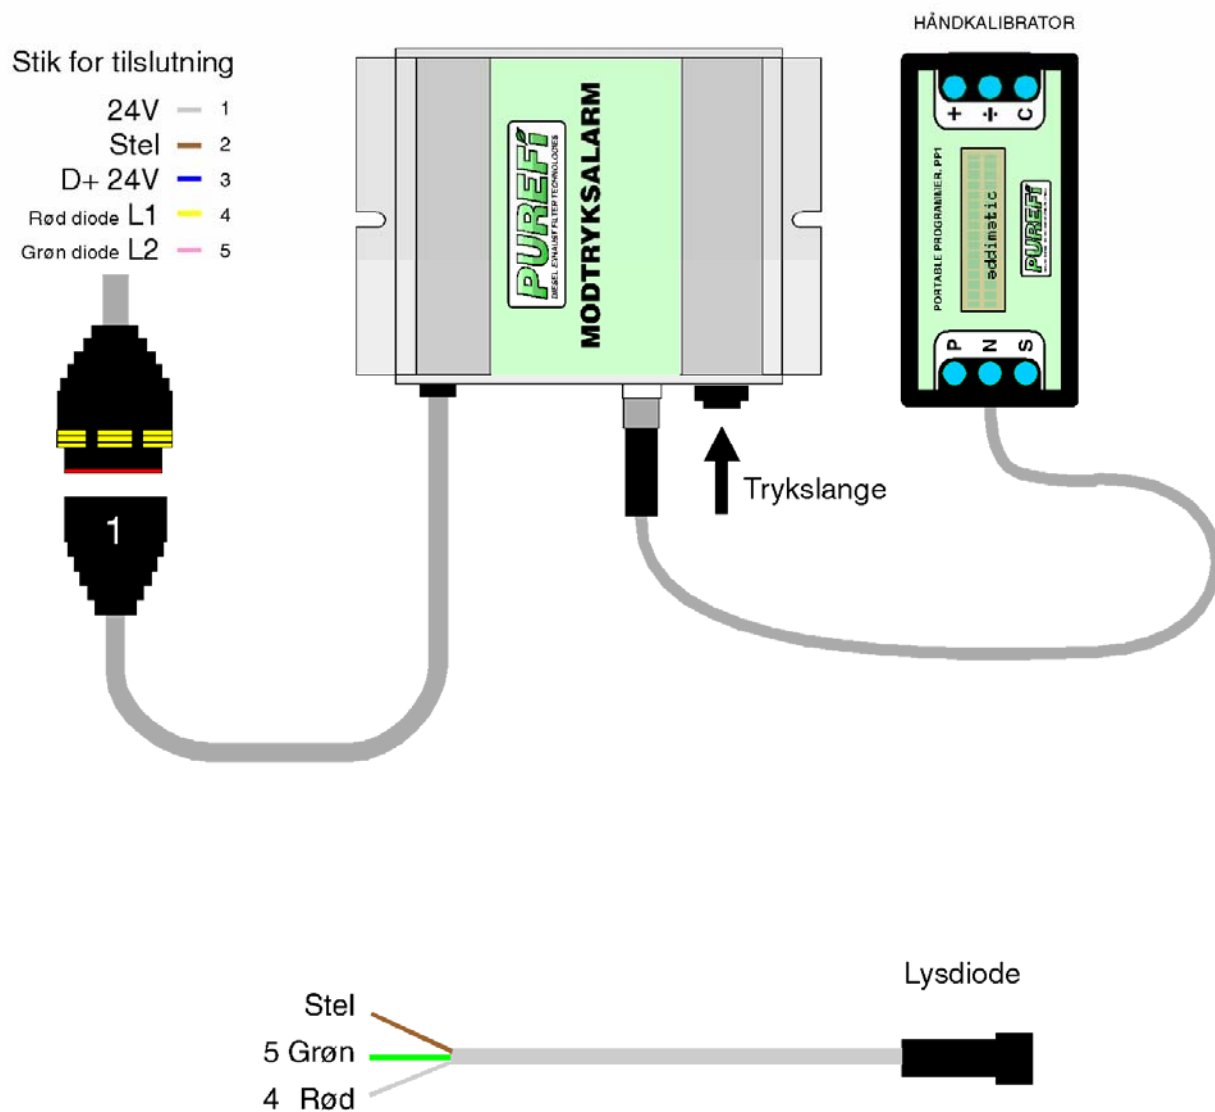 HÅNDKALIBRATOR
Stik for tilslutning
24V 1
Stel 2
D+ 24V 3
Rød diode L1 4
Grøn diode L2 5
1
PUREFi
DIESEL EXHAUST FILTER TECHNOLOGIES
MODTRYKSALARM
+ ÷ C
PORTABLE PROGRAMMER, PP1
eddimatic
PUREFi
P N S
Trykslange
Lysdiode
Stel
5 Grøn
4 Rød